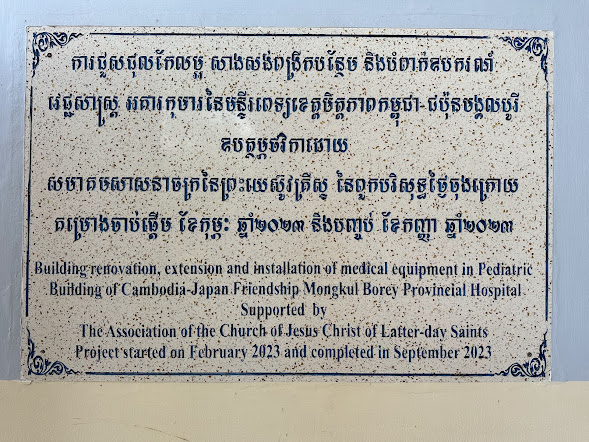 ការជួសជុលកែលម្អ សាងសង់ពង្រីកបន្ថែម និងបំពាក់ឧបករណ៍
វេជ្ជសាស្ត្រ អគារកុមារនៃមន្ទីរពេទ្យខេត្តមិត្តភាពកម្ពុជា-ជប៉ុនមង្គលបូរី
ឧបត្ថម្ភថវិកាដោយ
សមាគមសាសនាចក្រនៃព្រះយេស៊ូវគ្រីស្ទ នៃពួកបរិសុទ្ធថ្ងៃចុងក្រោយ
គម្រោងចាប់ផ្តើម ខែកុម្ភៈ ឆ្នាំ២០២៣ និងបញ្ចប់ ខែកញ្ញា ឆ្នាំ២០២៣
Building renovation, extension and installation of medical equipment in Pediatric
Building of Cambodia-Japan Friendship Mongkul Borey Provineial Hospital
Supported by
The Association of the Church of Jesus Christ of Latter-day Saints
Project started on February 2023 and completed in September 2023